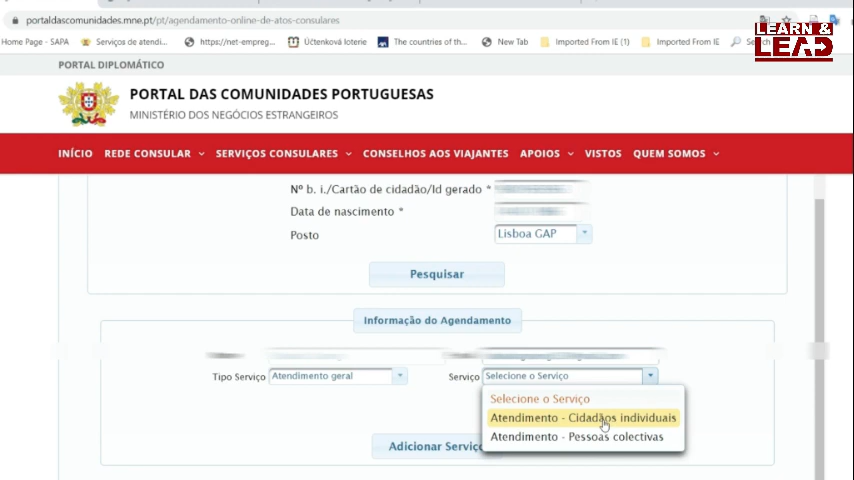 portaldascomunidades.mne.pt/pt/agendamento-online-de-atos-consulares
Home Page - SAPA
Serviços de atendi...
https://net-empreg...
Účtenková loterie
The countries of th...
New Tab
Imported From IE (1)
Imported From IE
LEARN &
LEAD
PORTAL DIPLOMÁTICO
PORTAL DAS COMUNIDADES PORTUGUESAS
MINISTÉRIO DOS NEGÓCIOS ESTRANGEIROS
INÍCIO REDE CONSULAR SERVIÇOS CONSULARES CONSELHOS AOS VIAJANTES APOIOS VISTOS QUEM SOMOS
Nº b. i./Cartão de cidadão/Id gerado *
Data de nascimento *
Posto Lisboa GAP
Pesquisar
Informação do Agendamento
Tipo Serviço Atendimento geral Serviço Selecione o Serviço
Selecione o Serviço
Atendimento - Cidadãos individuais
Atendimento - Pessoas colectivas
Adicionar Serviço